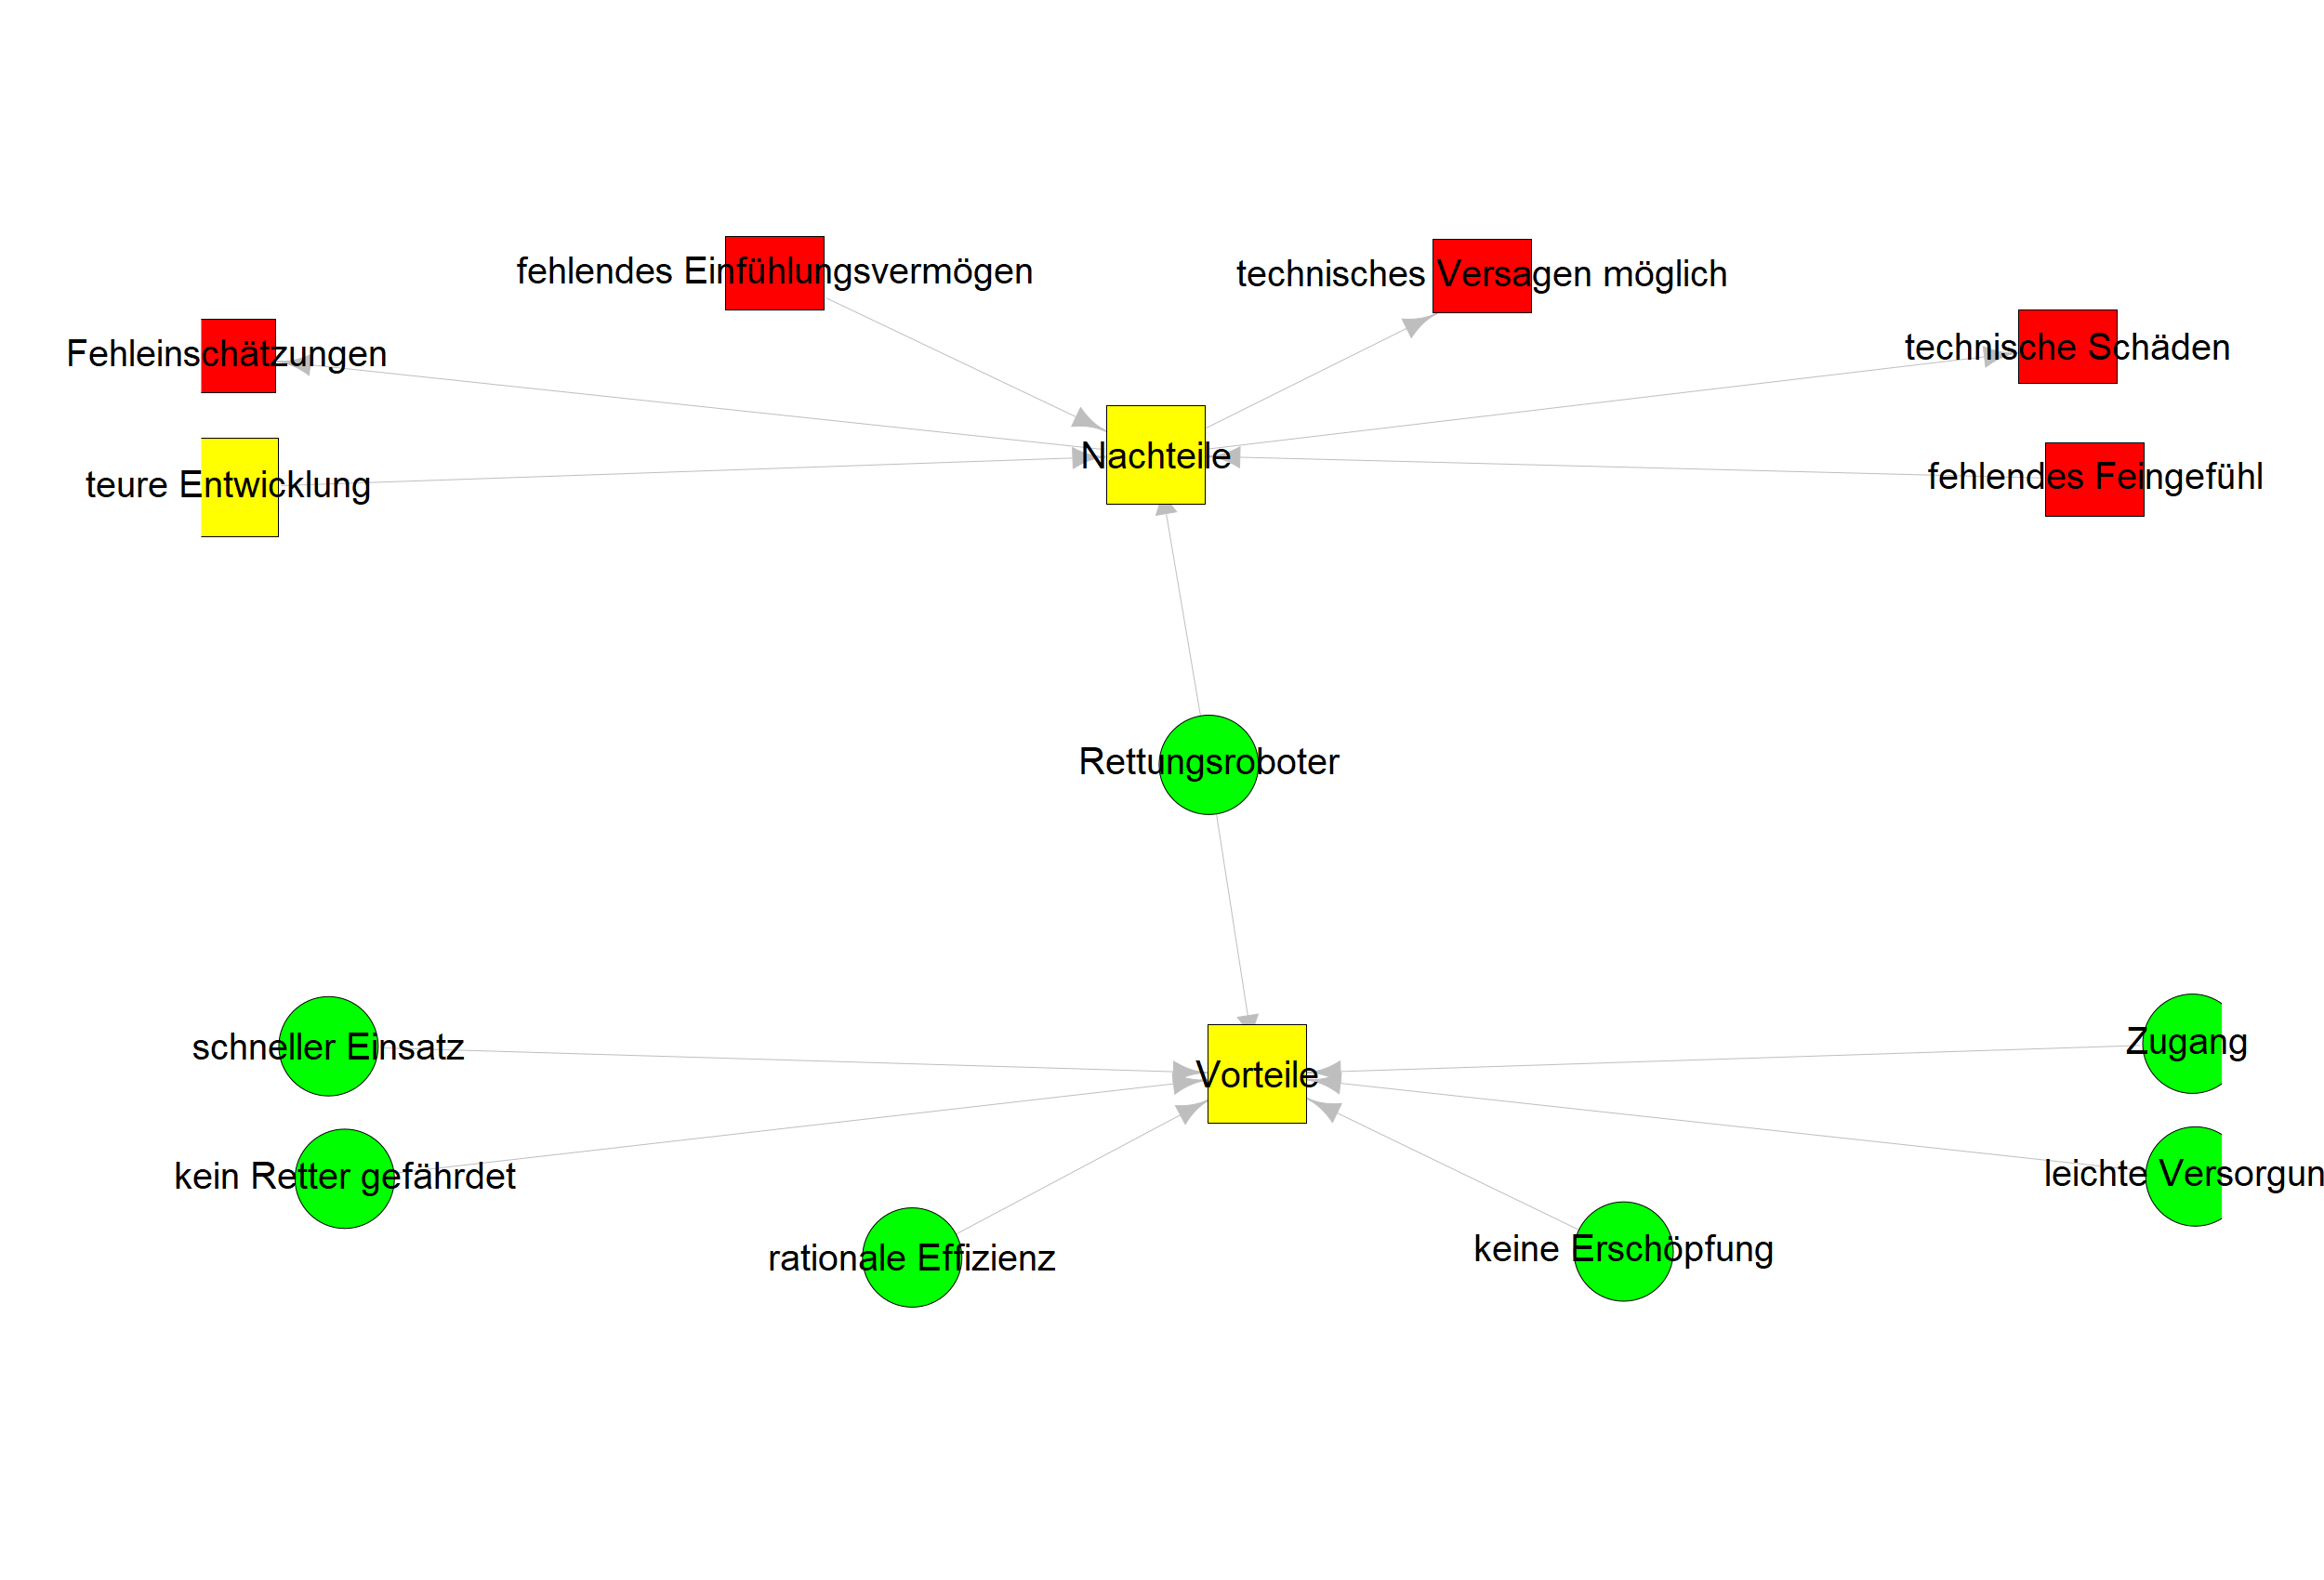 fehlendes Einfühlungsvermögen
technisches Versagen möglich
Fehleinschätzungen
technische Schäden
teure Entwicklung
Nachteile
fehlendes Feingefühl
Rettungsroboter
schneller Einsatz
Vorteile
Zugang
kein Retter gefährdet
leichte Versorgun
rationale Effizienz
keine Erschöpfung